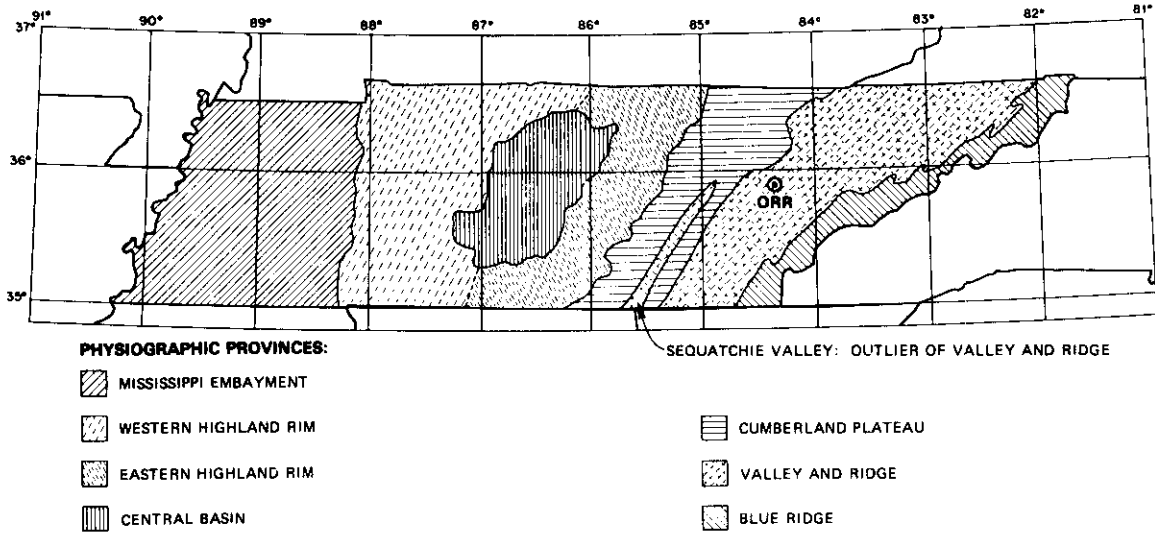 91° 90° 89° 88° 87° 86° 85° 84° 83° 82° 81°
37°
36°
ORR
35°
PHYSIOGRAPHIC PROVINCES:
SEQUATCHIE VALLEY: OUTLIER OF VALLEY AND RIDGE
MISSISSIPPI EMBAYMENT
WESTERN HIGHLAND RIM
EASTERN HIGHLAND RIM
CENTRAL BASIN
CUMBERLAND PLATEAU
VALLEY AND RIDGE
BLUE RIDGE